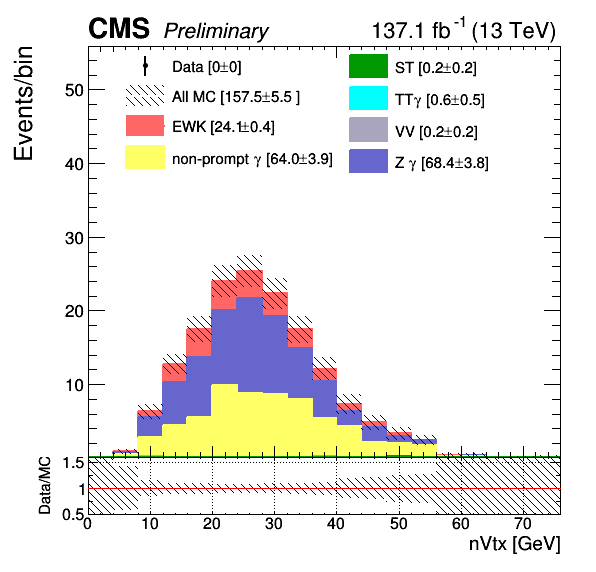 CMS Preliminary 137.1 fb⁻¹ (13 TeV)
Events/bin
Data [0±0]
All MC [157.5±5.5 ]
EWK [24.1±0.4]
non-prompt γ [64.0±3.9]
ST [0.2±0.2]
TTγ [0.6±0.5]
VV [0.2±0.2]
Z γ [68.4±3.8]
50
40
30
20
10
Data/MC
1.5
1
0.5
0 10 20 30 40 50 60 70
nVtx [GeV]